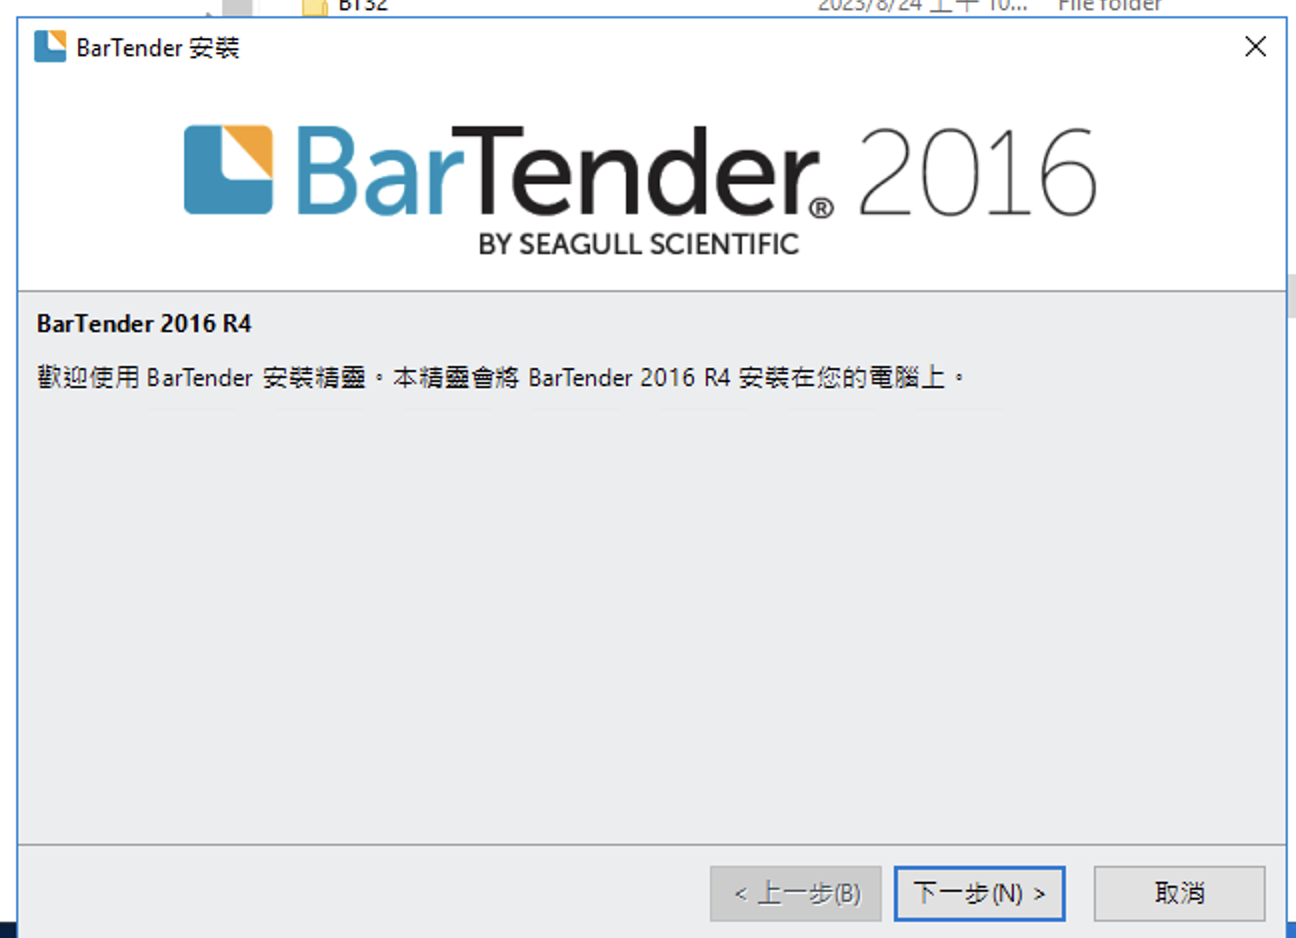 BT32 2023/8/24 上午 10... File folder
BarTender 安裝
BarTender® 2016
BY SEAGULL SCIENTIFIC
BarTender 2016 R4
歡迎使用 BarTender 安裝精靈。本精靈會將 BarTender 2016 R4 安裝在您的電腦上。
< 上一步(B) 下一步(N) > 取消